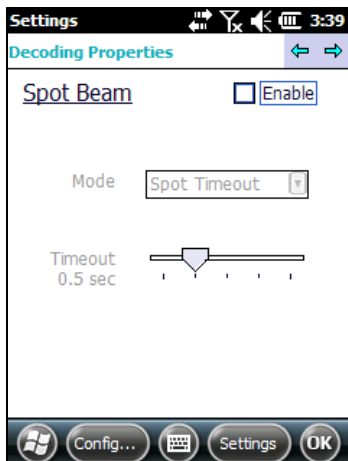 Settings 3:39
Decoding Properties
Spot Beam Enable
Mode Spot Timeout
Timeout
0.5 sec
Config... Settings OK